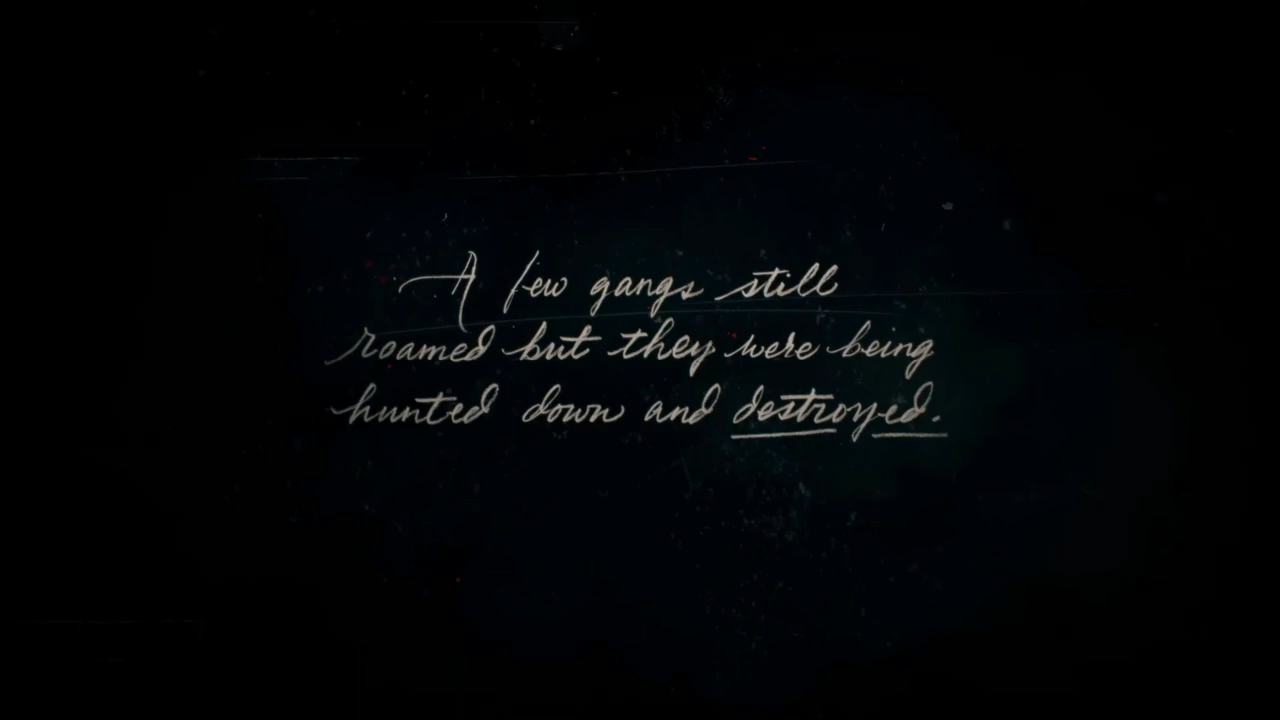 A few gangs still
roamed but they were being
hunted down and destroyed.